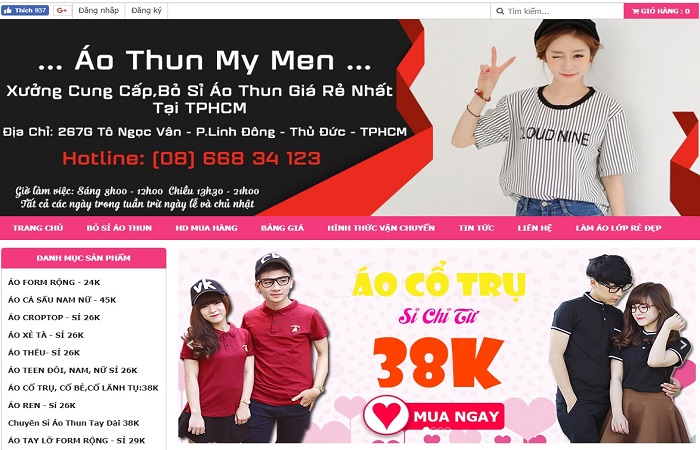 Thích 937
G+
Đăng nhập
Đăng ký
Tìm kiếm...
GIỎ HÀNG : 0
... Áo Thun My Men ...
Xưởng Cung Cấp,Bỏ Sỉ Áo Thun Giá Rẻ Nhất
Tại TPHCM
Địa Chỉ: 267G Tô Ngọc Vân - P.Linh Đông - Thủ Đức - TPHCM
Hotline: (08) 668 34 123
Giờ làm việc: Sáng 8h00 - 12h00 Chiều 13h30 - 21h00
Tất cả các ngày trong tuần trừ ngày lễ và chủ nhật
CLOUD NINE
TRANG CHỦ
BỎ SỈ ÁO THUN
HD MUA HÀNG
BẢNG GIÁ
HÌNH THỨC VẬN CHUYỂN
TIN TỨC
LIÊN HỆ
LÀM ÁO LỚP RẺ ĐẸP
DANH MỤC SẢN PHẨM
ÁO FORM RỘNG - 24K
ÁO CÁ SẤU NAM NỮ - 45K
ÁO CROPTOP - SỈ 26K
ÁO XẺ TÀ - SỈ 26K
ÁO THÊU- SỈ 26K
ÁO TEEN ĐÔI, NAM, NỮ SỈ 26K
ÁO CỔ TRỤ, CỔ BẺ,CỔ LÃNH TỤ:38K
ÁO REN - Sỉ 26K
Chuyên Sỉ Áo Thun Tay Dài 38K
ÁO TAY LỠ FORM RỘNG - SỈ 29K
VK
CK
ÁO CỔ TRỤ
Sỉ Chỉ Từ
38K
MUA NGAY